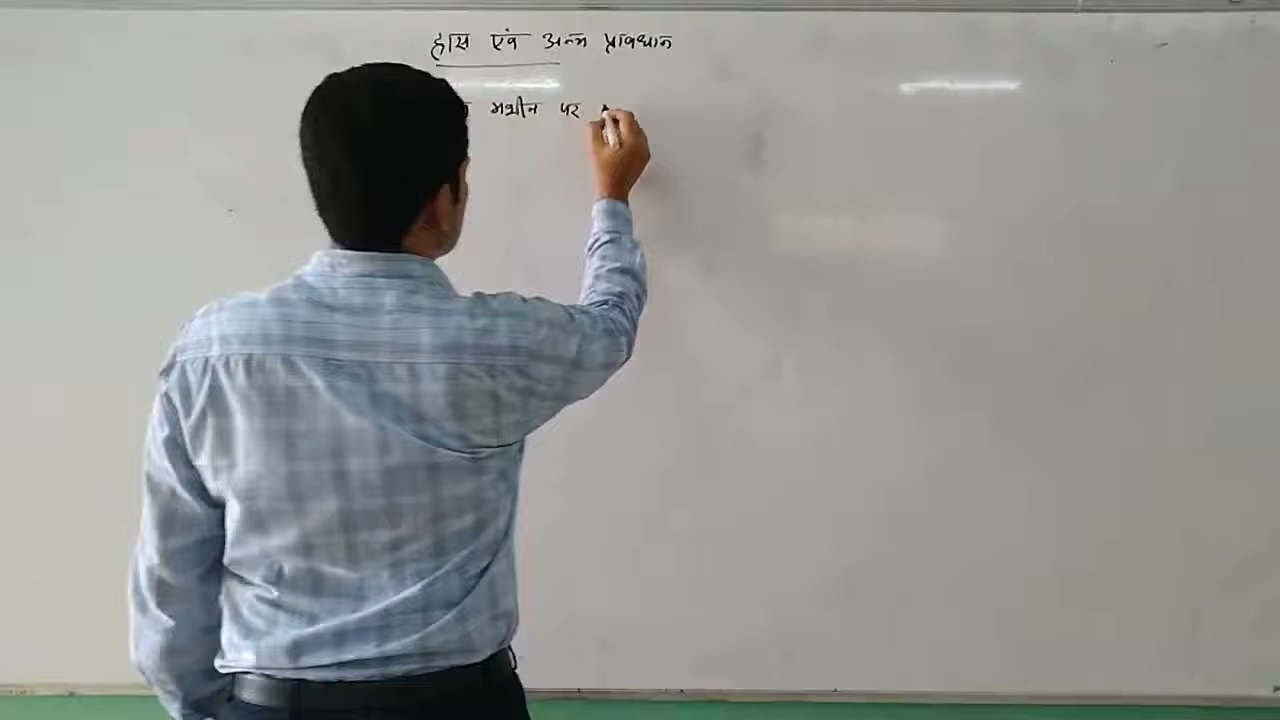 ह्रास एवं अन्य प्रावधान
मशीन पर